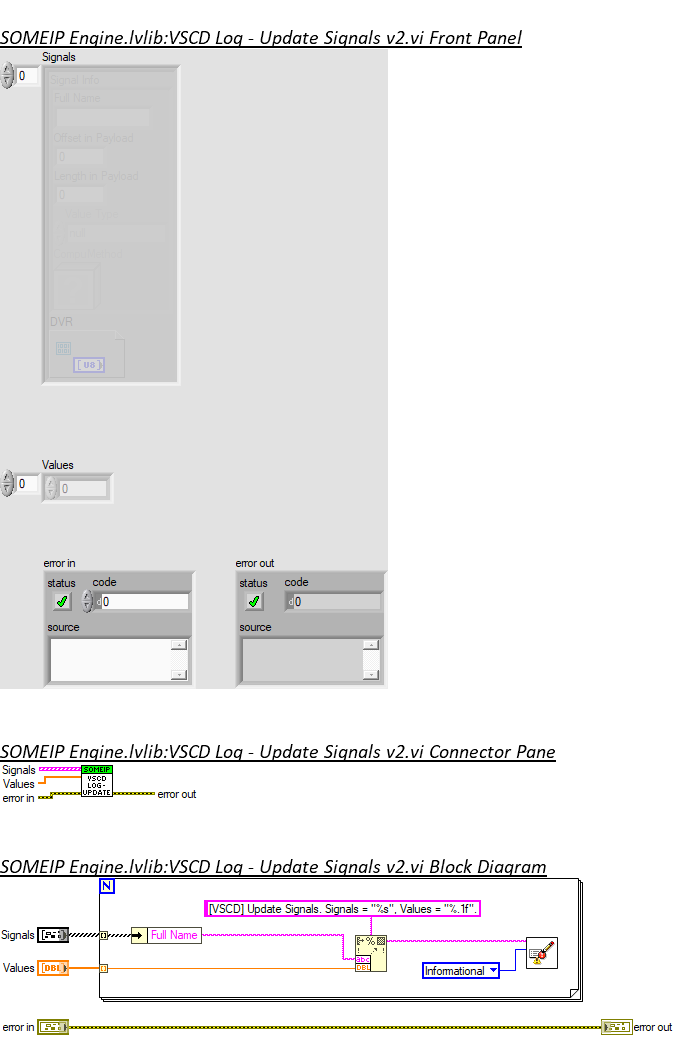 SOMEIP Engine.lvlib:VSCD Log - Update Signals v2.vi Front Panel
Signals
0
Signal Info
Full Name
Offset in Payload
0
Length in Payload
0
DVR
[U8]
Values
0
0
error in
error out
status
code
status
code
d 0
d 0
source
source
SOMEIP Engine.lvlib:VSCD Log - Update Signals v2.vi Connector Pane
Signals
Values
error in
SOMEIP
VSCD
LOG-
UPDATE
error out
SOMEIP Engine.lvlib:VSCD Log - Update Signals v2.vi Block Diagram
N
[VSCD] Update Signals. Signals = "%s", Values = "%.1f".
Signals
Full Name
%
abc
DBL
Values
[DBL]
Informational
error in
error out